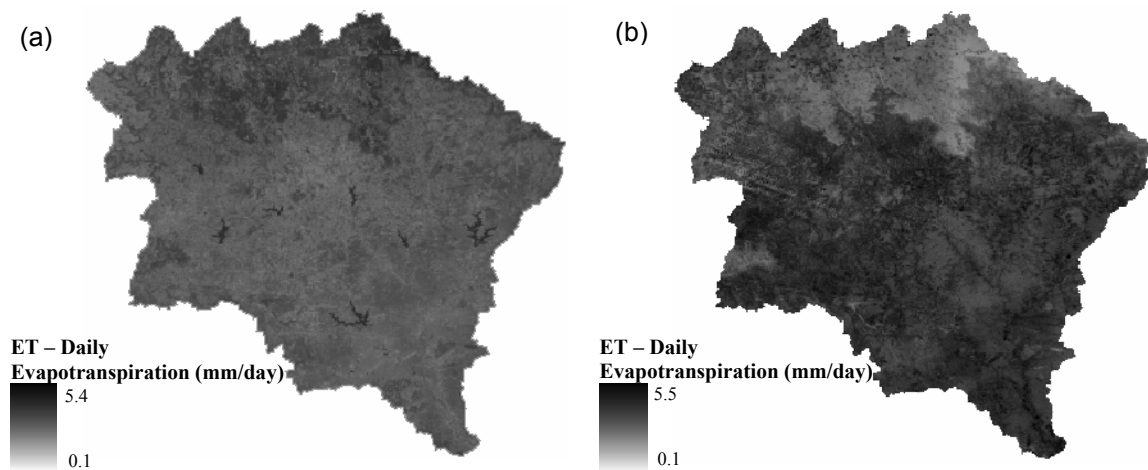 (a)
ET – Daily
Evapotranspiration (mm/day)
5.4
0.1
(b)
ET – Daily
Evapotranspiration (mm/day)
5.5
0.1